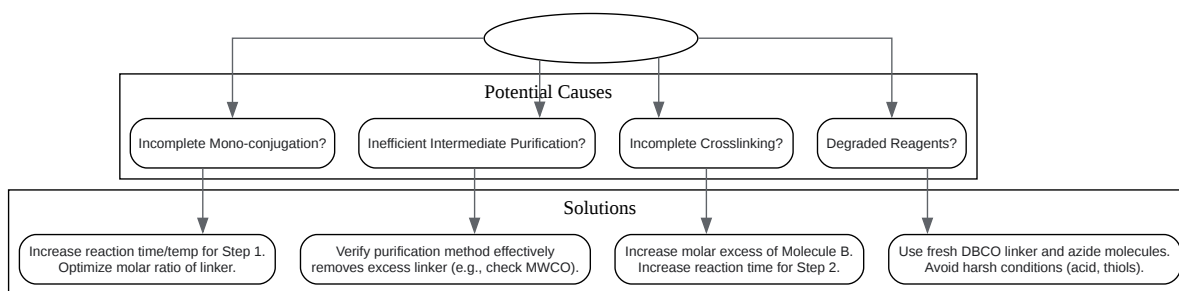 Potential Causes
Incomplete Mono-conjugation?
Inefficient Intermediate Purification?
Incomplete Crosslinking?
Degraded Reagents?
Solutions
Increase reaction time/temp for Step 1.
Optimize molar ratio of linker.
Verify purification method effectively
removes excess linker (e.g., check MWCO).
Increase molar excess of Molecule B.
Increase reaction time for Step 2.
Use fresh DBCO linker and azide molecules.
Avoid harsh conditions (acid, thiols).